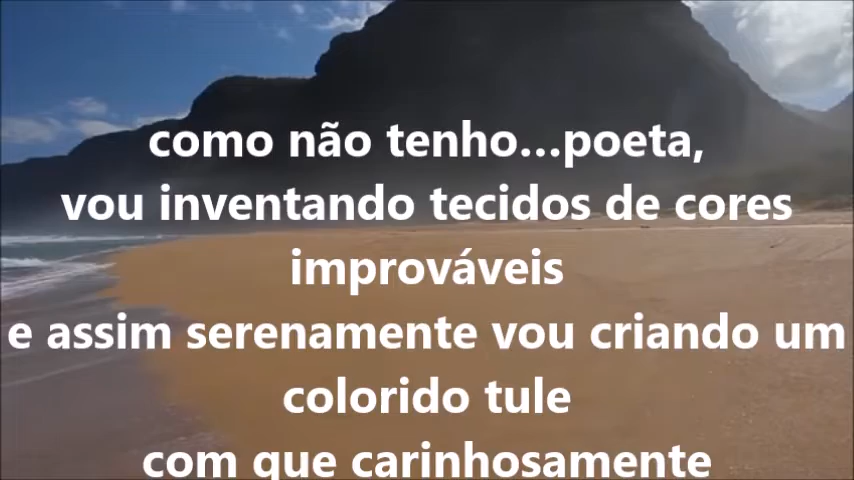 como não tenho...poeta,
vou inventando tecidos de cores
improváveis
e assim serenamente vou criando um
colorido tule
com que carinhosamente